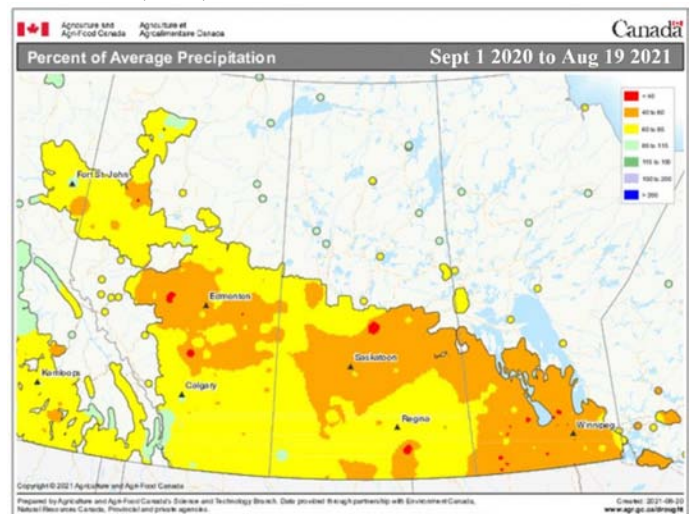 Agriculture and Agriculture et
Agri-Food Canada Agroalimentaire Canada
Canada
Percent of Average Precipitation Sept 1 2020 to Aug 19 2021
< 40
40 to 60
60 to 85
85 to 115
115 to 150
150 to 200
> 200
Fort St-John
Edmonton
Saskatoon
Kamloops
Calgary
Regina
Winnipeg
Copyright © 2021 Agriculture and Agri-Food Canada
Prepared by Agriculture and Agri-Food Canada's Science and Technology Branch. Data provided through partnership with Environment Canada, Created: 2021-08-20
Natural Resources Canada, Provincial and private agencies. www.agr.gc.ca/drought